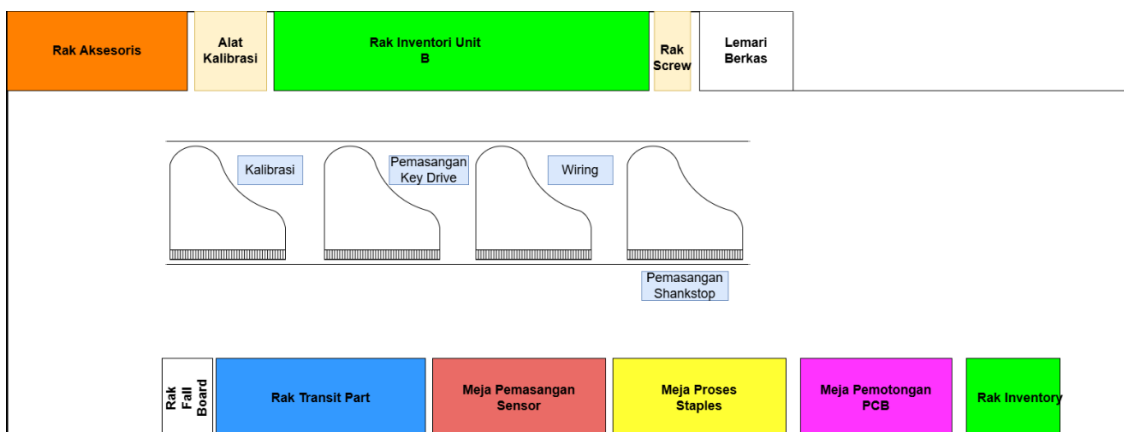 Rak Aksesoris
Alat
Kalibrasi
Rak Inventori Unit
B
Rak
Screw
Lemari
Berkas
Kalibrasi
Pemasangan
Key Drive
Wiring
Pemasangan
Shankstop
Rak
Fall
Board
Rak Transit Part
Meja Pemasangan
Sensor
Meja Proses
Staples
Meja Pemotongan
PCB
Rak Inventory